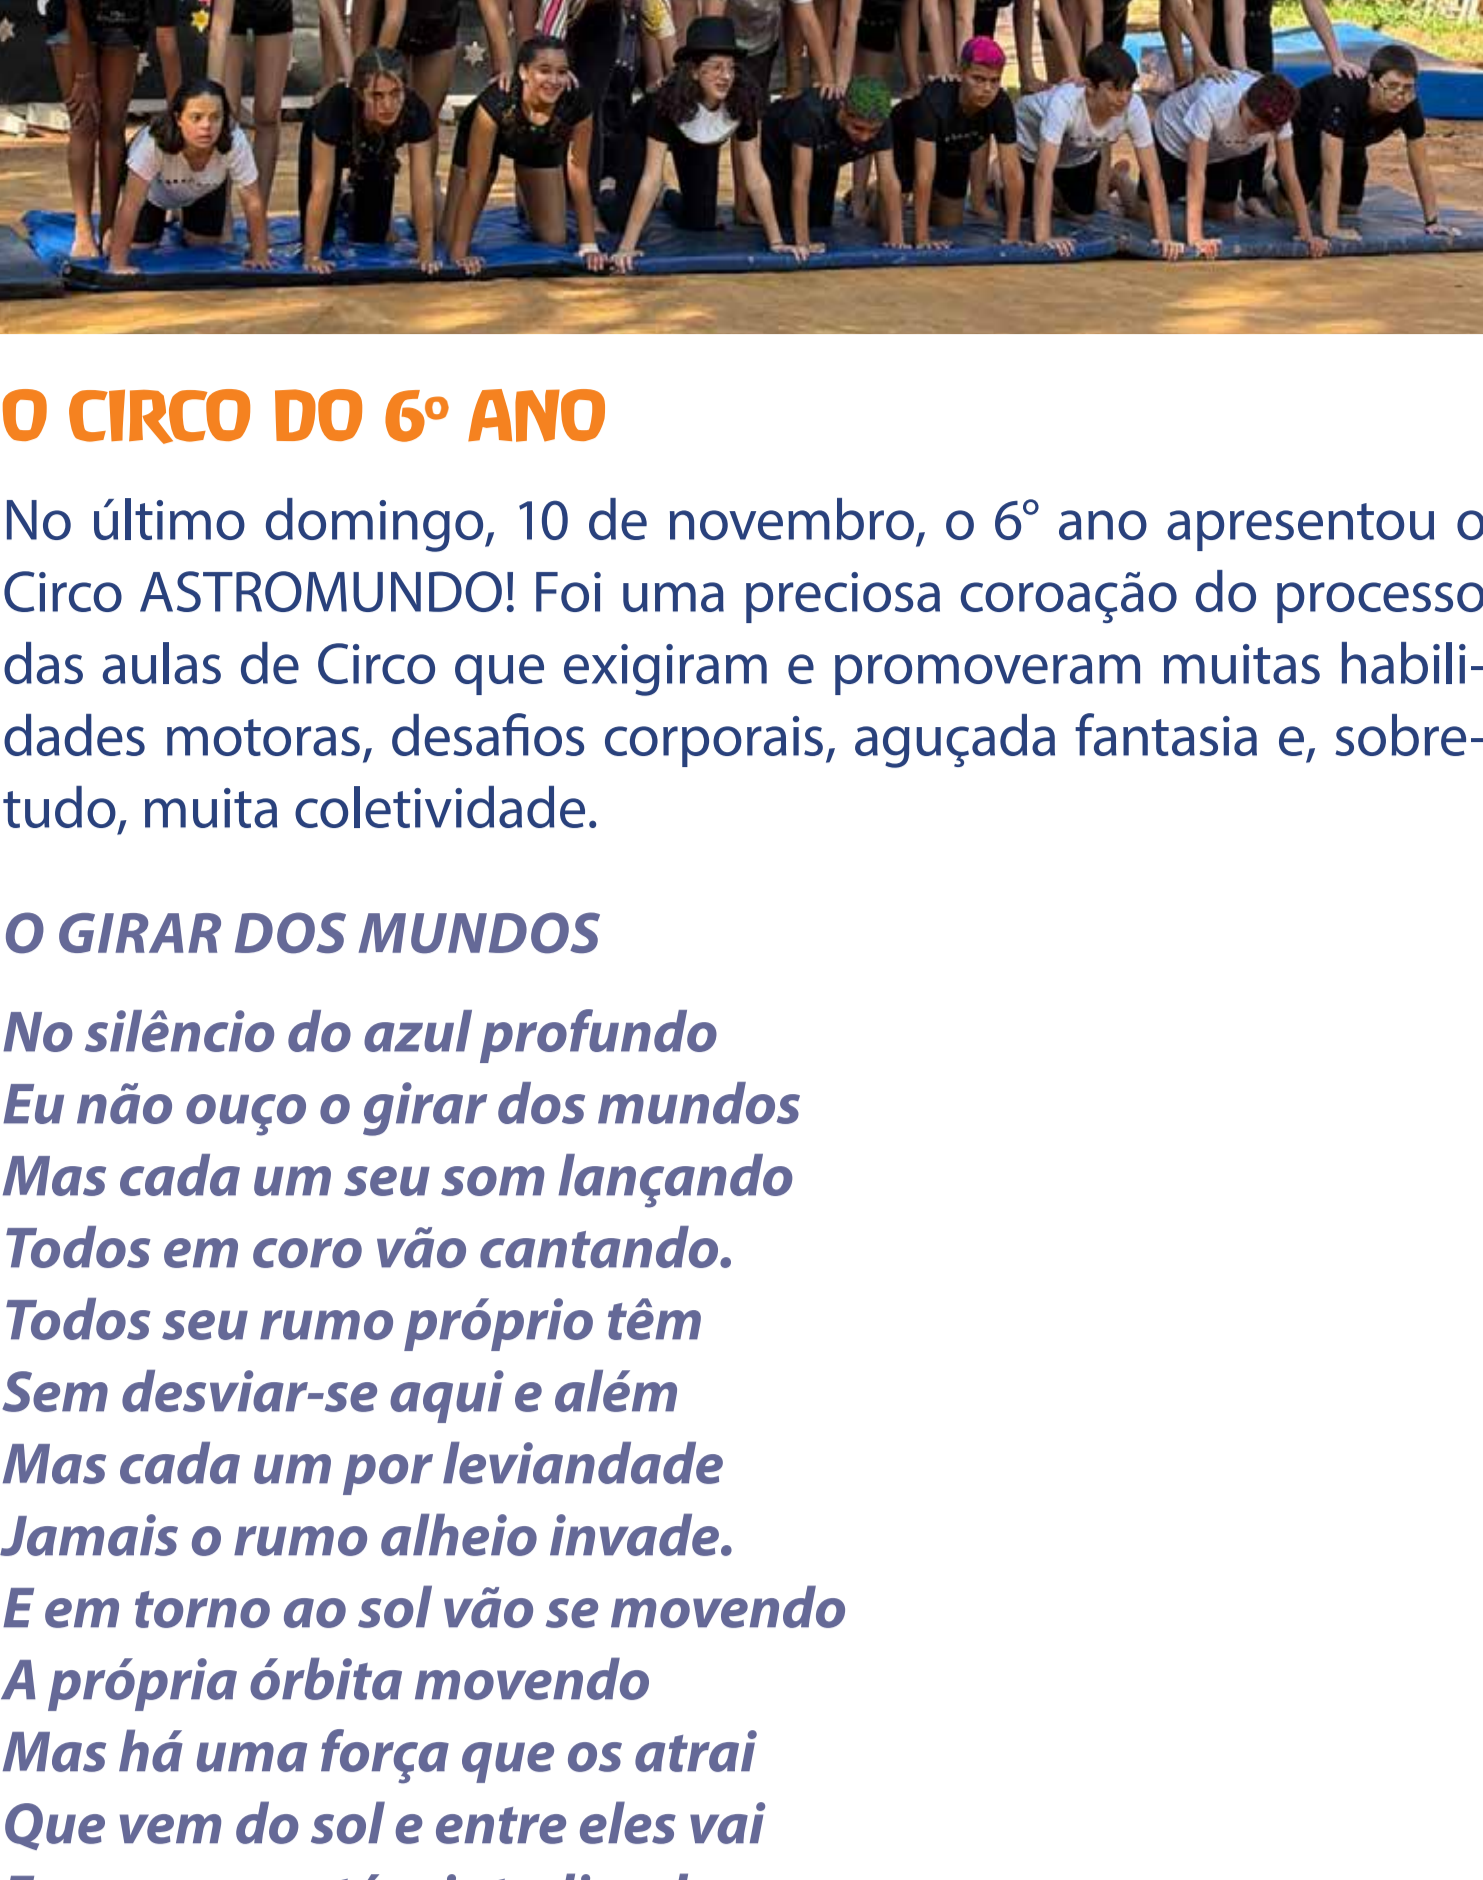 O CIRCO DO 6º ANO
No último domingo, 10 de novembro, o 6° ano apresentou o
Circo ASTROMUNDO! Foi uma preciosa coroação do processo
das aulas de Circo que exigiram e promoveram muitas habili-
dades motoras, desafios corporais, aguçada fantasia e, sobre-
tudo, muita coletividade.
O GIRAR DOS MUNDOS
No silêncio do azul profundo
Eu não ouço o girar dos mundos
Mas cada um seu som lançando
Todos em coro vão cantando.
Todos seu rumo próprio têm
Sem desviar-se aqui e além
Mas cada um por leviandade
Jamais o rumo alheio invade.
E em torno ao sol vão se movendo
A própria órbita movendo
Mas há uma força que os atrai
Que vem do sol e entre eles vai